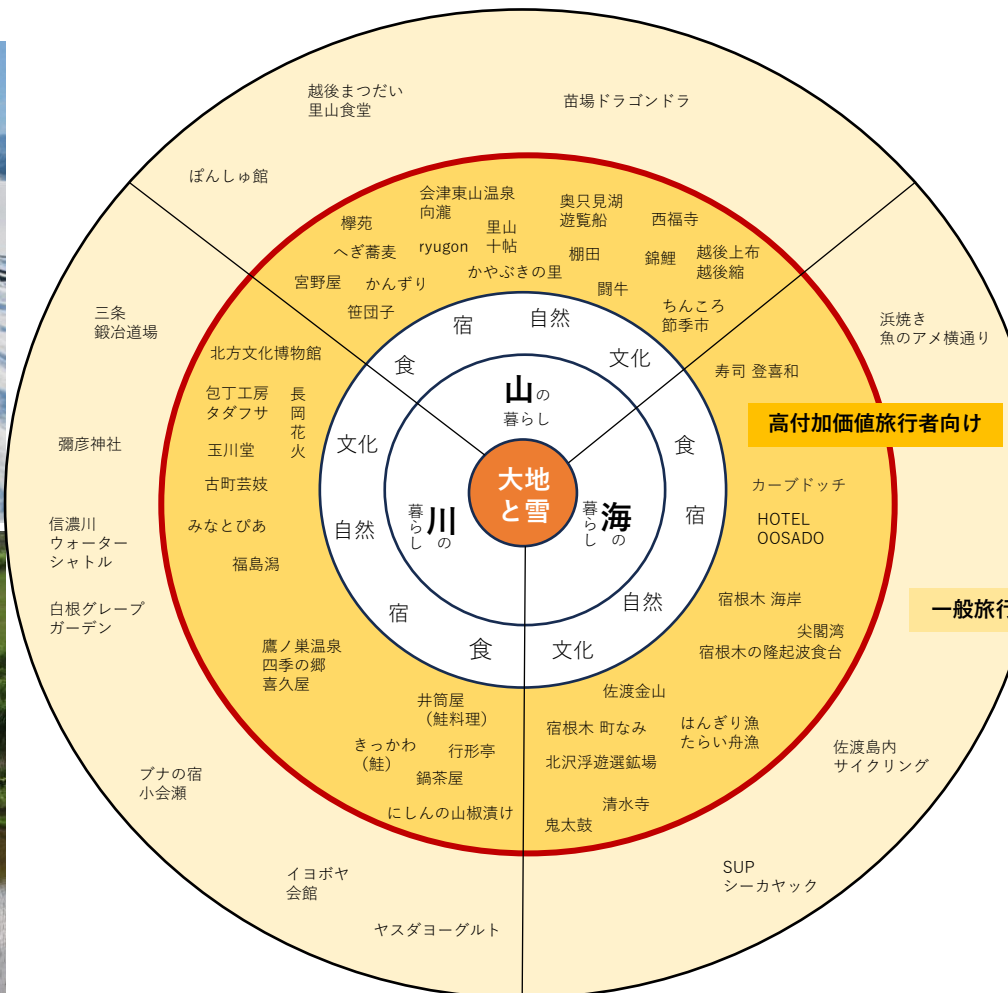 越後まつだい
里山食堂
苗場ドラゴンドラ
ぽんしゅ館
会津東山温泉
向瀧
欅苑
里山
十帖
ryugon
へぎ蕎麦
宮野屋
かんずり
かやぶきの里
笹団子
奥只見湖
遊覧船
西福寺
棚田
錦鯉
越後上布
越後縮
闘牛
ちんころ
節季市
食
宿
自然
文化
山の
暮らし
大地
と雪
三条
鍛冶道場
彌彦神社
信濃川
ウォーター
シャトル
白根グレープ
ガーデン
北方文化博物館
包丁工房
タダフサ
長岡花火
玉川堂
古町芸妓
みなとぴあ
福島潟
鷹ノ巣温泉
四季の郷
喜久屋
井筒屋
（鮭料理）
きっかわ
（鮭）
行形亭
鍋茶屋
にしんの山椒漬け
文化
自然
宿
食
川の
暮らし
ブナの宿
小会瀬
イヨボヤ
会館
ヤスダヨーグルト
浜焼き
魚のアメ横通り
寿司 登喜和
高付加価値旅行者向け
カーブドッチ
HOTEL
OOSADO
一般旅行
宿根木 海岸
尖閣湾
宿根木の隆起波食台
佐渡金山
宿根木 町なみ
はんぎり漁
たらい舟漁
北沢浮遊選鉱場
清水寺
鬼太鼓
食
宿
自然
文化
海の
暮らし
佐渡島内
サイクリング
SUP
シーカヤック